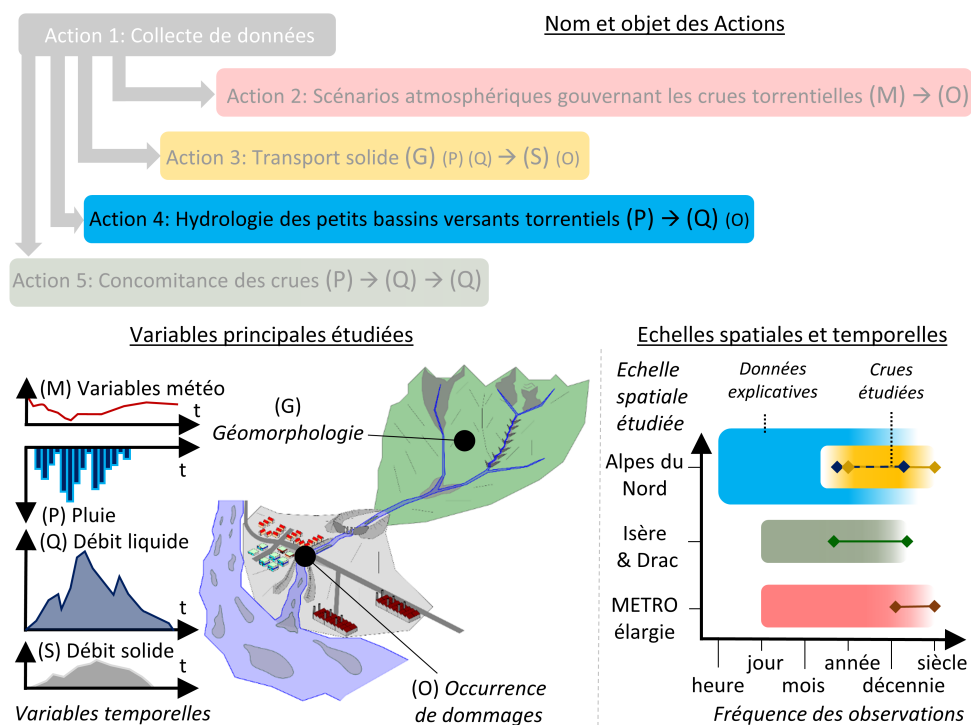 Nom et objet des Actions
Action 1: Collecte de données
Action 2: Scénarios atmosphériques gouvernant les crues torrentielles (M) → (O)
Action 3: Transport solide (G) (P) (Q) → (S) (O)
Action 4: Hydrologie des petits bassins versants torrentiels (P) → (Q) (O)
Action 5: Concomitance des crues (P) → (Q) → (Q)
Variables principales étudiées
(M) Variables météo
t
t
(P) Pluie
(Q) Débit liquide
t
(S) Débit solide
t
Variables temporelles
(G)
Géomorphologie
(O) Occurrence
de dommages
Echelles spatiales et temporelles
Echelle
spatiale
étudiée
Données
explicatives
Crues
étudiées
Alpes du
Nord
Isère
& Drac
METRO
élargie
heure
jour
mois
année
décennie
siècle
Fréquence des observations